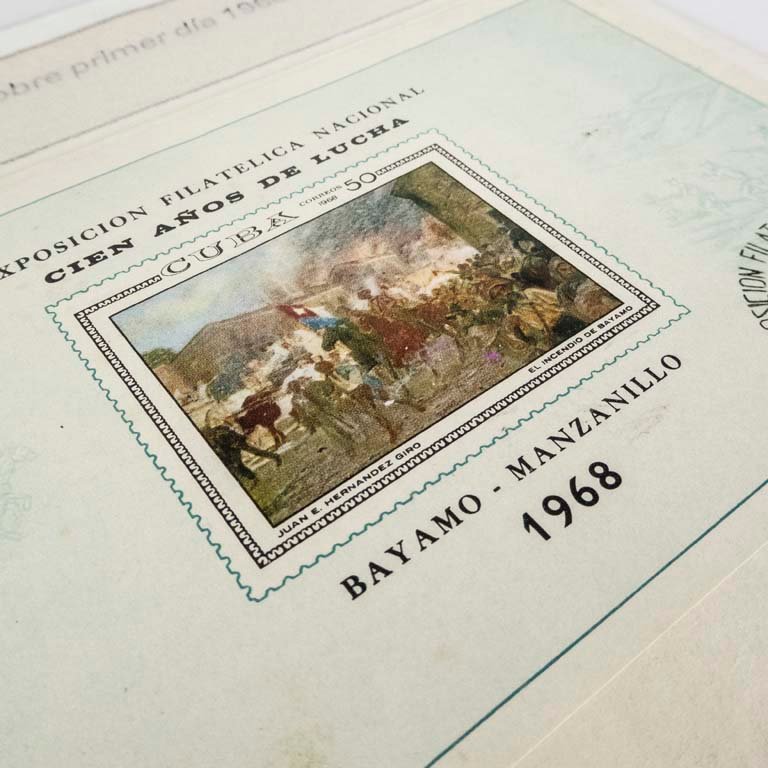 obre primer día 196
XPOSICION FILATELICA NACIONAL
CIEN AÑOS DE LUCHA
CUBA CORREOS 1968 50
JUAN E. HERNANDEZ GIRO
EL INCENDIO DE BAYAMO
BAYAMO - MANZANILLO
1968
OSICION FILAT